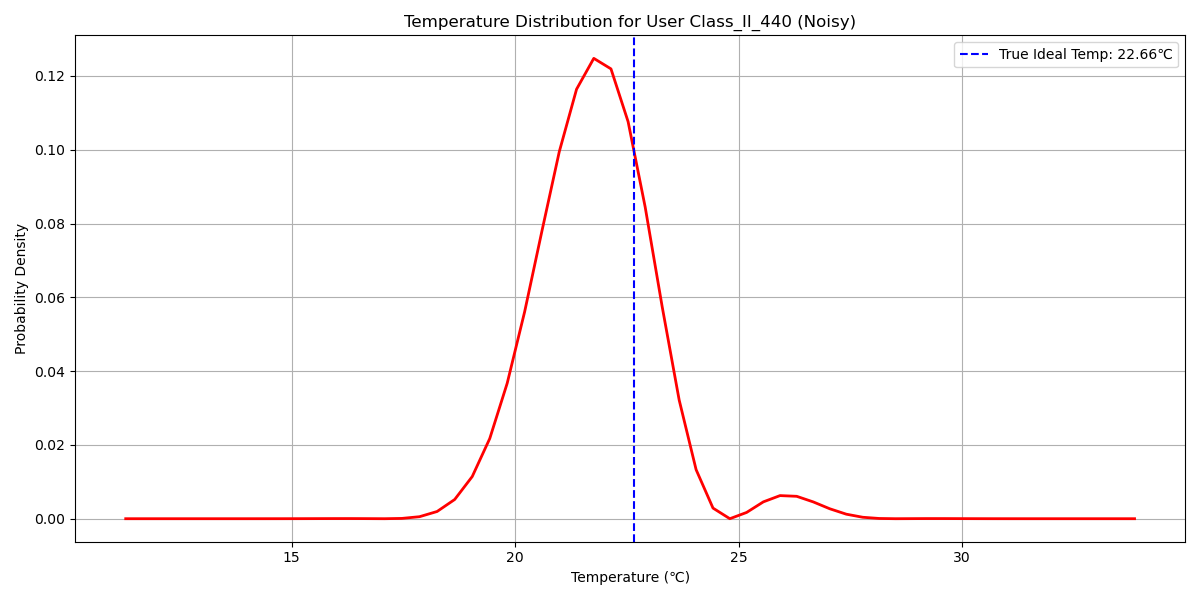 Temperature Distribution for User Class_II_440 (Noisy)
True Ideal Temp: 22.66℃
Probability Density
0.12
0.10
0.08
0.06
0.04
0.02
0.00
15
20
25
30
Temperature (℃)